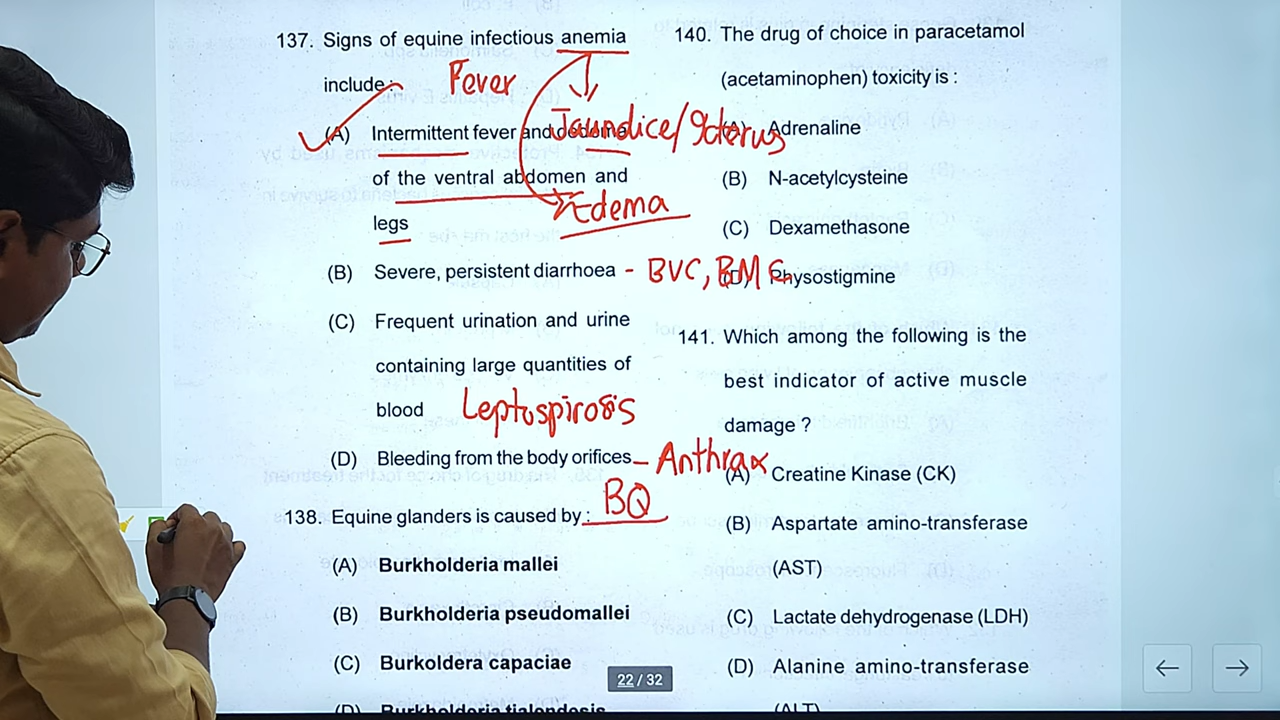 137. Signs of equine infectious anemia
include:
Fever
(A) Intermittent fever and oedema
Jaundice/Icterus
of the ventral abdomen and
legs
Edema
(B) Severe, persistent diarrhoea - BVC, BMC
(C) Frequent urination and urine
containing large quantities of
blood
Leptospirosis
(D) Bleeding from the body orifices - Anthrax
BQ
138. Equine glanders is caused by:
(A) Burkholderia mallei
(B) Burkholderia pseudomallei
(C) Burkoldera capaciae
(D) Burkholderia
140. The drug of choice in paracetamol
(acetaminophen) toxicity is :
(A) Adrenaline
(B) N-acetylcysteine
(C) Dexamethasone
(D) Physostigmine
141. Which among the following is the
best indicator of active muscle
damage ?
(A) Creatine Kinase (CK)
(B) Aspartate amino-transferase
(AST)
(C) Lactate dehydrogenase (LDH)
(D) Alanine amino-transferase
(ALT)
22 / 32